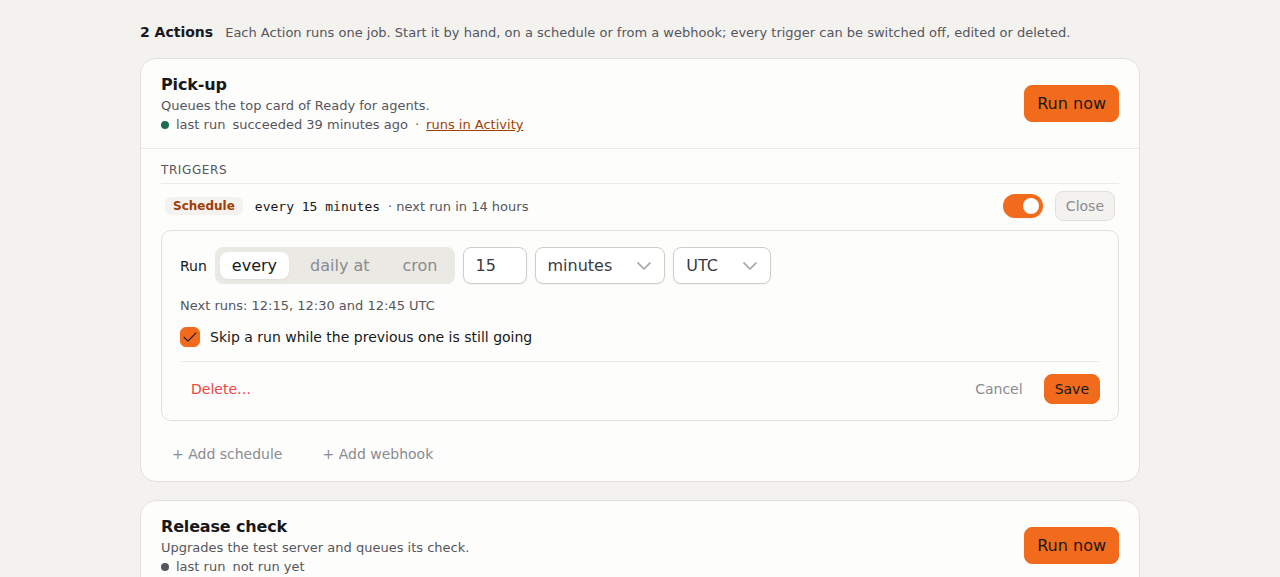 2 Actions Each Action runs one job. Start it by hand, on a schedule or from a webhook; every trigger can be switched off, edited or deleted.
Pick-up
Queues the top card of Ready for agents.
last run succeeded 39 minutes ago · runs in Activity
Run now
TRIGGERS
Schedule every 15 minutes · next run in 14 hours Close
Run every daily at cron 15 minutes UTC
Next runs: 12:15, 12:30 and 12:45 UTC
Skip a run while the previous one is still going
Delete... Cancel Save
+ Add schedule + Add webhook
Release check
Upgrades the test server and queues its check.
last run not run yet
Run now